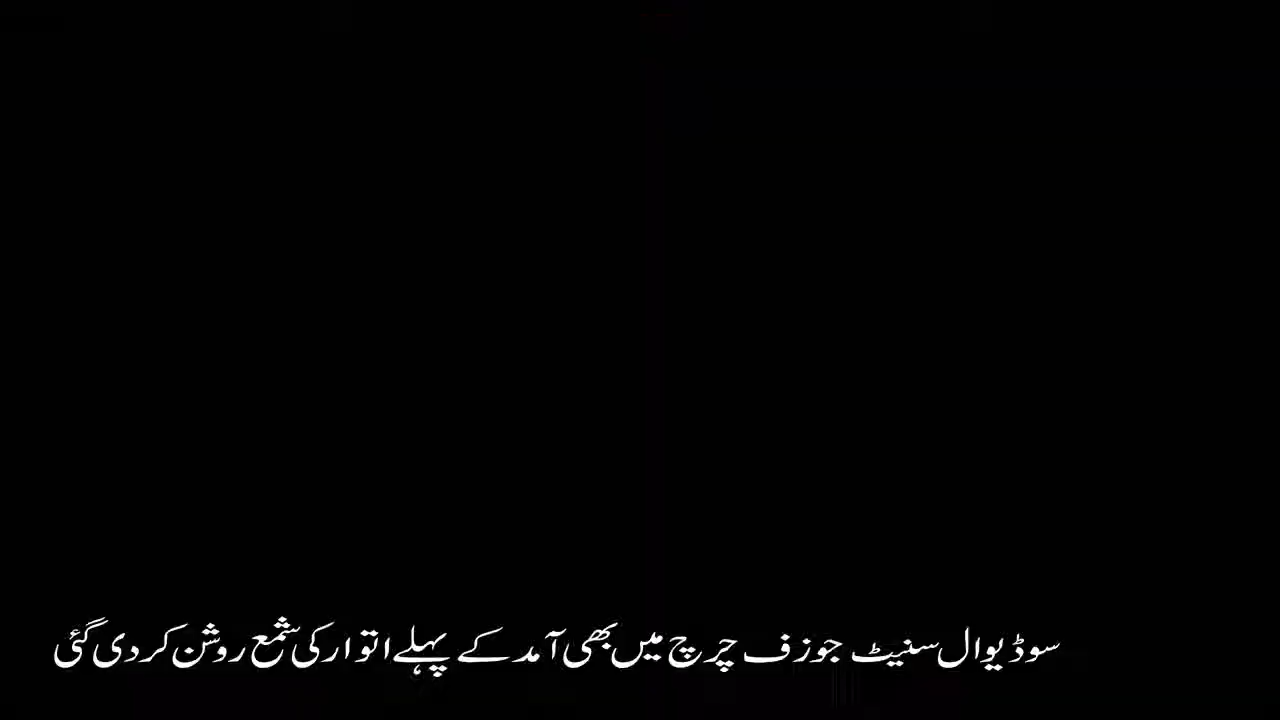 سوڈیوال سنیٹ جوزف چرچ میں بھی آمد کے پہلے اتوار کی شمع روشن کر دی گئی